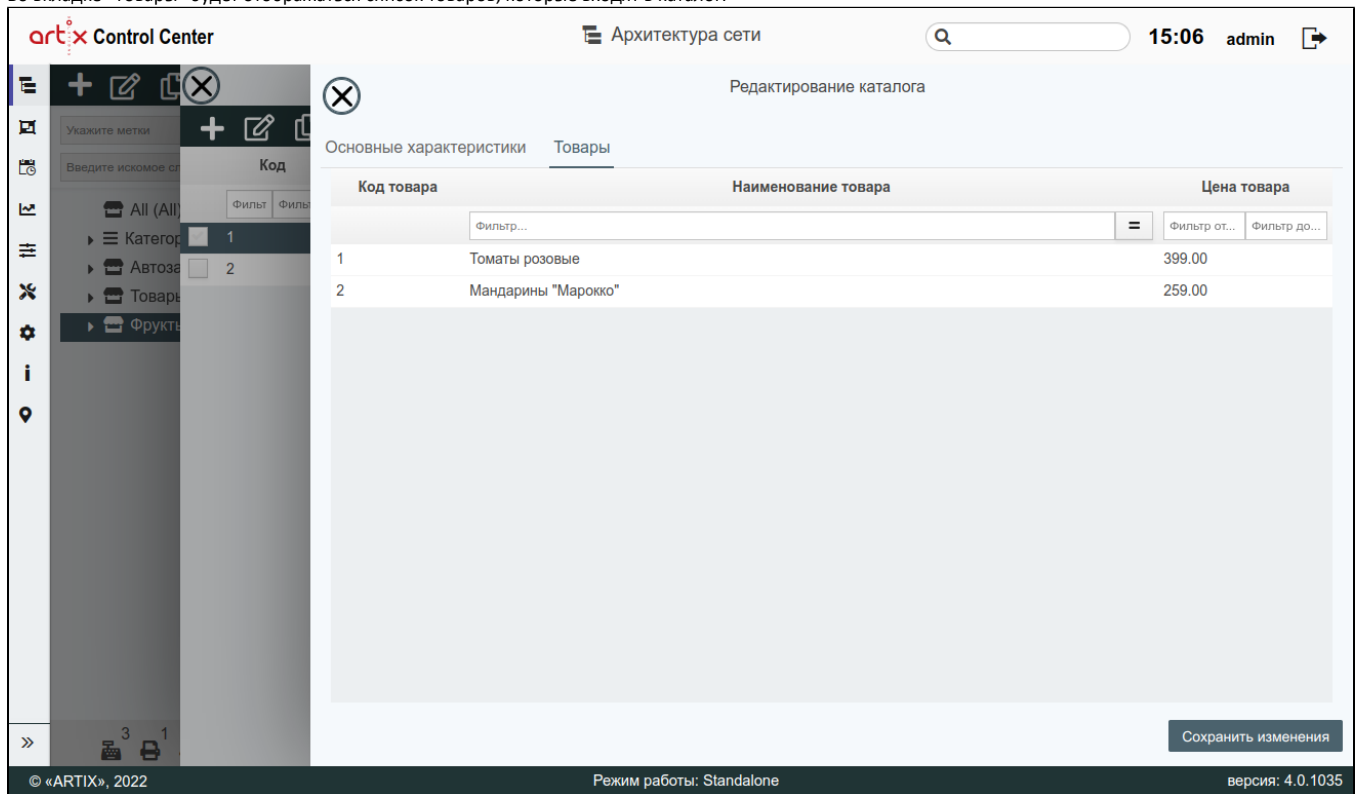 artix Control Center
Архитектура сети
15:06 admin
Редактирование каталога
Укажите метки
Введите искомое сл
All (All)
Категор
Автоза
Товары
Фрукты
Код
Фильт Фильт
1
2
Основные характеристики Товары
Код товара Наименование товара Цена товара
Фильтр... = Фильтр от... Фильтр до...
1 Томаты розовые 399.00
2 Мандарины "Марокко" 259.00
3 1
Сохранить изменения
© «ARTIX», 2022 Режим работы: Standalone версия: 4.0.1035